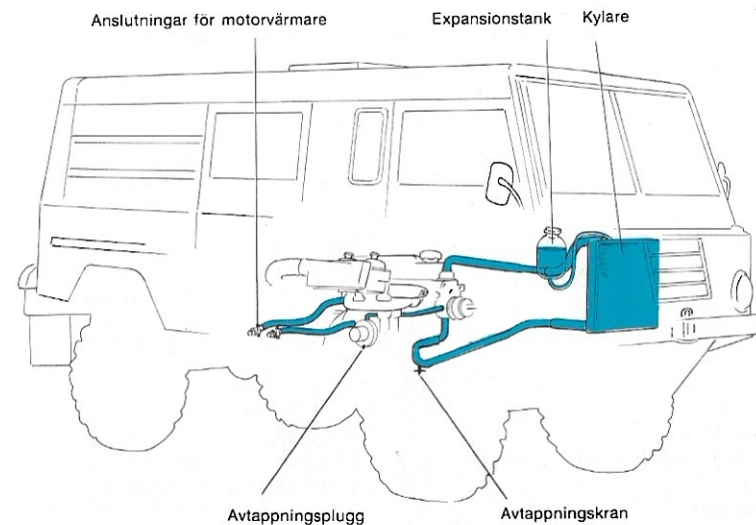 Anslutningar för motorvärmare
Expansionstank
Kylare
Avtappningsplugg
Avtappningskran